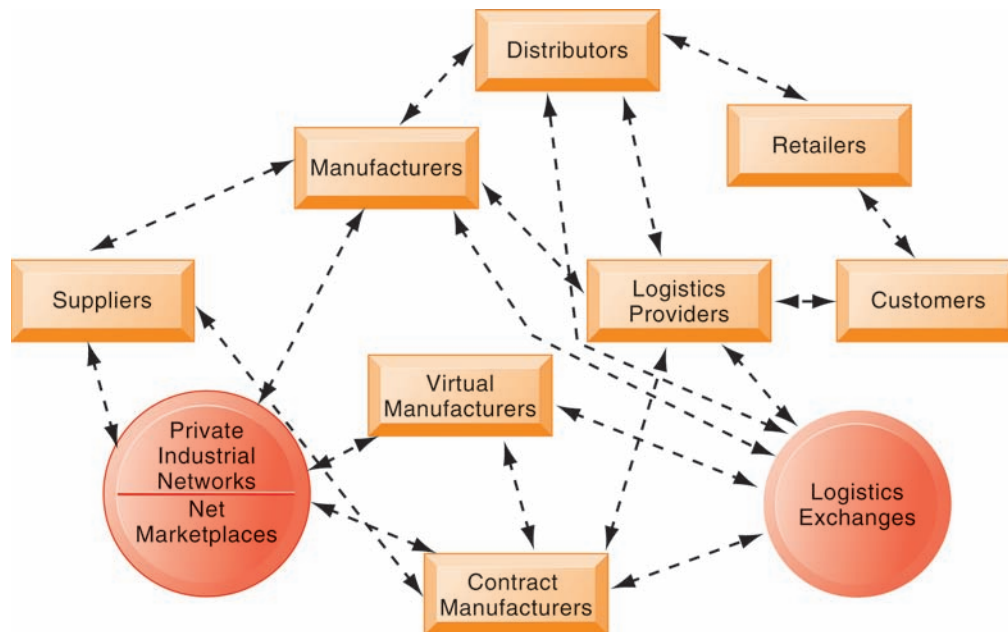 Distributors
Manufacturers
Retailers
Suppliers
Logistics
Providers
Customers
Virtual
Manufacturers
Private
Industrial
Networks
Net
Marketplaces
Logistics
Exchanges
Contract
Manufacturers